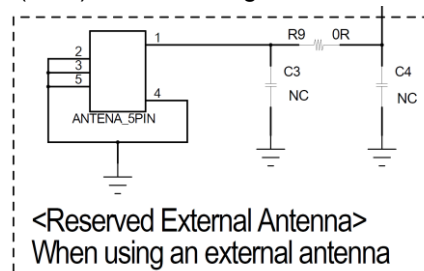 R9 0R
1
2
3
5
C3
C4
NC
NC
4
ANTENA_5PIN
<Reserved External Antenna>
When using an external antenna